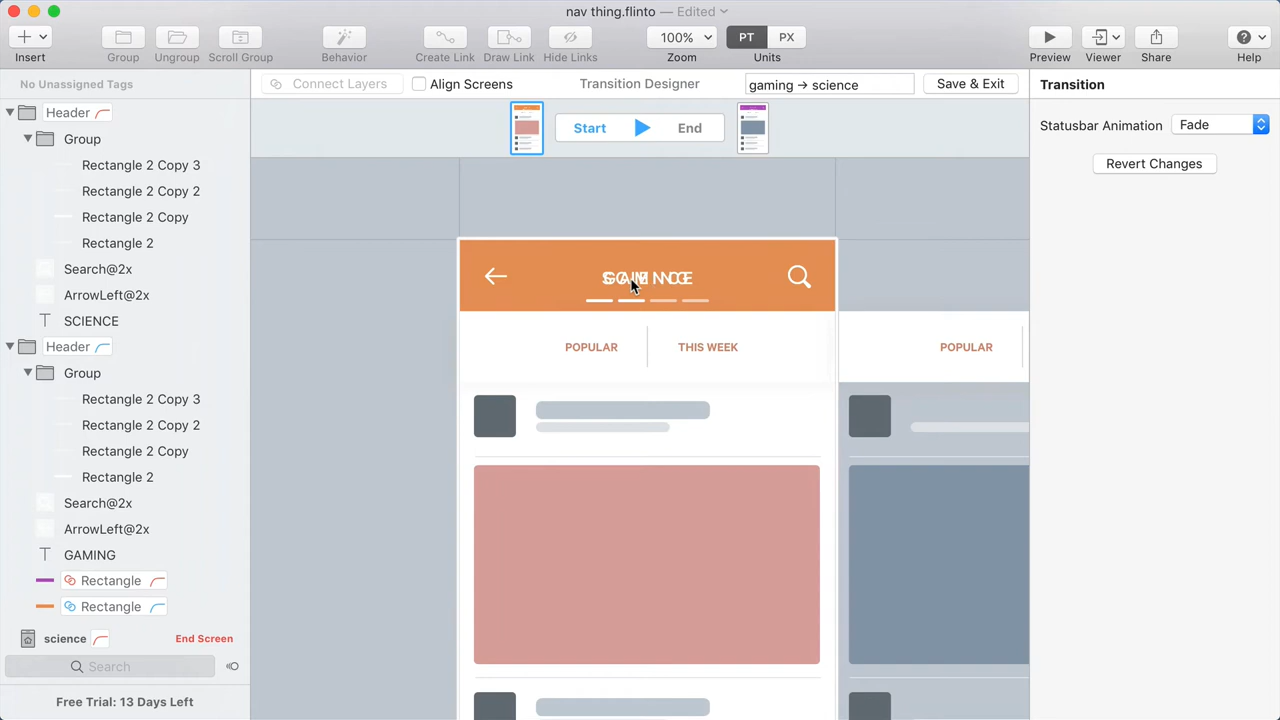 nav thing.flinto — Edited
100%
PT PX
Insert Group Ungroup Scroll Group Behavior Create Link Draw Link Hide Links Zoom Units Preview Viewer Share Help
No Unassigned Tags
Connect Layers Align Screens Transition Designer gaming → science Save & Exit
Transition
Header
Start End
Statusbar Animation Fade
Group
Revert Changes
Rectangle 2 Copy 3
Rectangle 2 Copy 2
Rectangle 2 Copy
Rectangle 2
Search@2x
ArrowLeft@2x
SCIENCE
Header
Group
Rectangle 2 Copy 3
Rectangle 2 Copy 2
Rectangle 2 Copy
Rectangle 2
Search@2x
ArrowLeft@2x
GAMING
Rectangle
Rectangle
science End Screen
Search
Free Trial: 13 Days Left
POPULAR THIS WEEK POPULAR